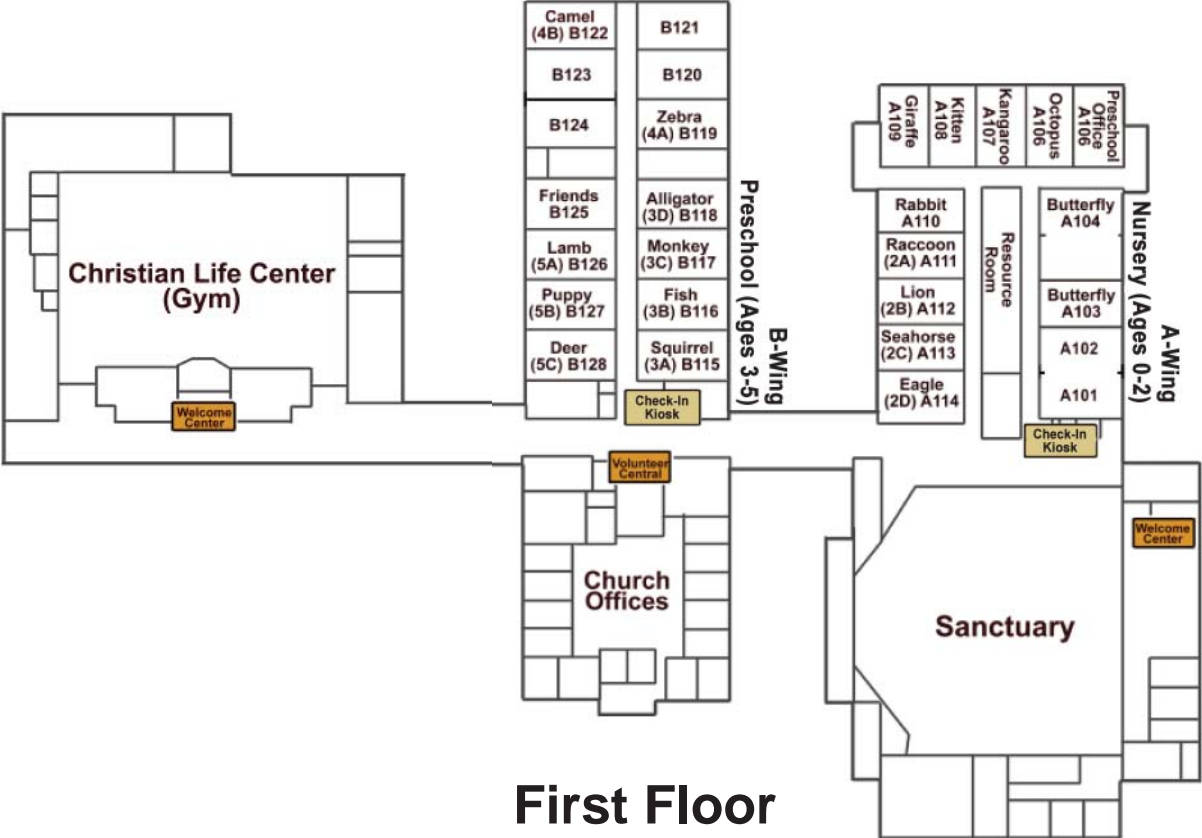 Camel
(4B) B122
B121
B123
B120
B124
Zebra
(4A) B119
Friends
B125
Alligator
(3D) B118
Lamb
(5A) B126
Monkey
(3C) B117
Puppy
(5B) B127
Fish
(3B) B116
Deer
(5C) B128
Squirrel
(3A) B115
Check-In
Kiosk
B-Wing
Preschool (Ages 3-5)
Giraffe
A109
Kitten
A108
Kangaroo
A107
Octopus
A106
Preschool
Office
A106
Rabbit
A110
Raccoon
(2A) A111
Lion
(2B) A112
Seahorse
(2C) A113
Eagle
(2D) A114
Resource
Room
Butterfly
A104
Butterfly
A103
A102
A101
Check-In
Kiosk
A-Wing
Nursery (Ages 0-2)
Christian Life Center
(Gym)
Welcome
Center
Volunteer
Central
Church
Offices
Welcome
Center
Sanctuary
First Floor